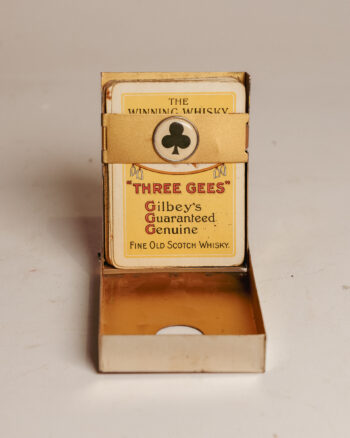 THE
WINNING WHISKY
"THREE GEES"
Gilbey's
Guaranteed
Genuine
FINE OLD SCOTCH WHISKY.